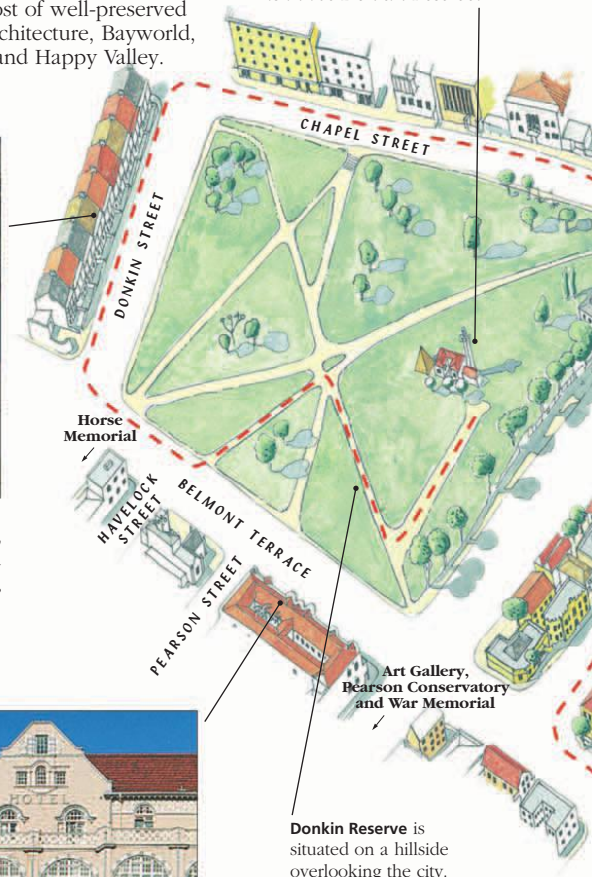 ost of well-preserved
chitecture, Bayworld,
und Happy Valley.
CHAPEL STREET
DONKIN STREET
Horse
Memorial
HAVELOCK
STREET
BELMONT TERRACE
PEARSON STREET
Art Gallery,
Pearson Conservatory
and War Memorial
HOTEL
Donkin Reserve is
situated on a hillside
overlooking the city.